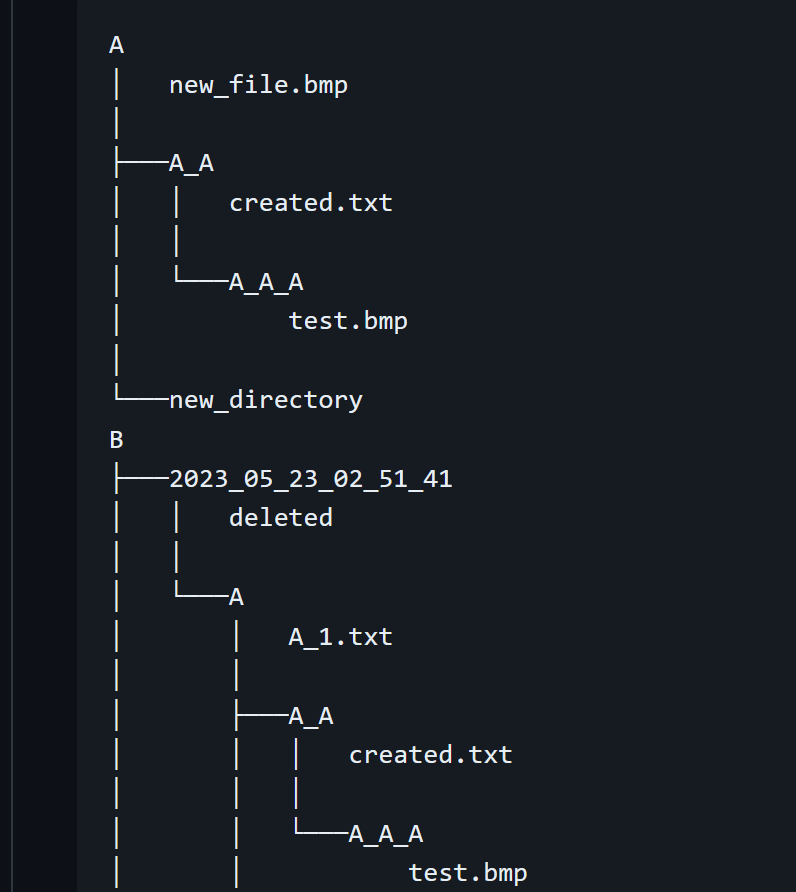 A
│   new_file.bmp
│
├───A_A
│   │   created.txt
│   │
│   └───A_A_A
│           test.bmp
│
└───new_directory
B
├───2023_05_23_02_51_41
│   │   deleted
│   │
│   └───A
│       │   A_1.txt
│       │
│       ├───A_A
│       │   │   created.txt
│       │   │
│       │   └───A_A_A
│       │           test.bmp